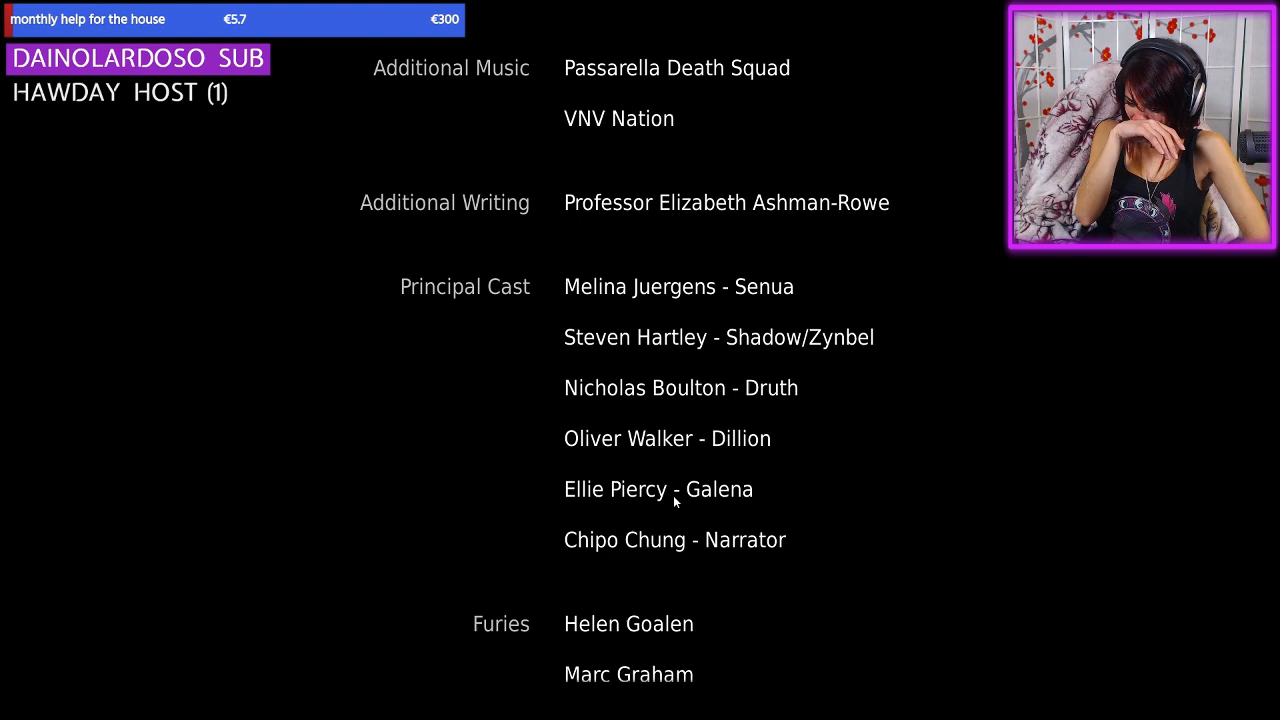 monthly help for the house €5.7 €300
DAINOLARDOSO SUB
HAWDAY HOST (1)
Additional Music Passarella Death Squad
VNV Nation
Additional Writing Professor Elizabeth Ashman-Rowe
Principal Cast Melina Juergens - Senua
Steven Hartley - Shadow/Zynbel
Nicholas Boulton - Druth
Oliver Walker - Dillion
Ellie Piercy - Galena
Chipo Chung - Narrator
Furies Helen Goalen
Marc Graham